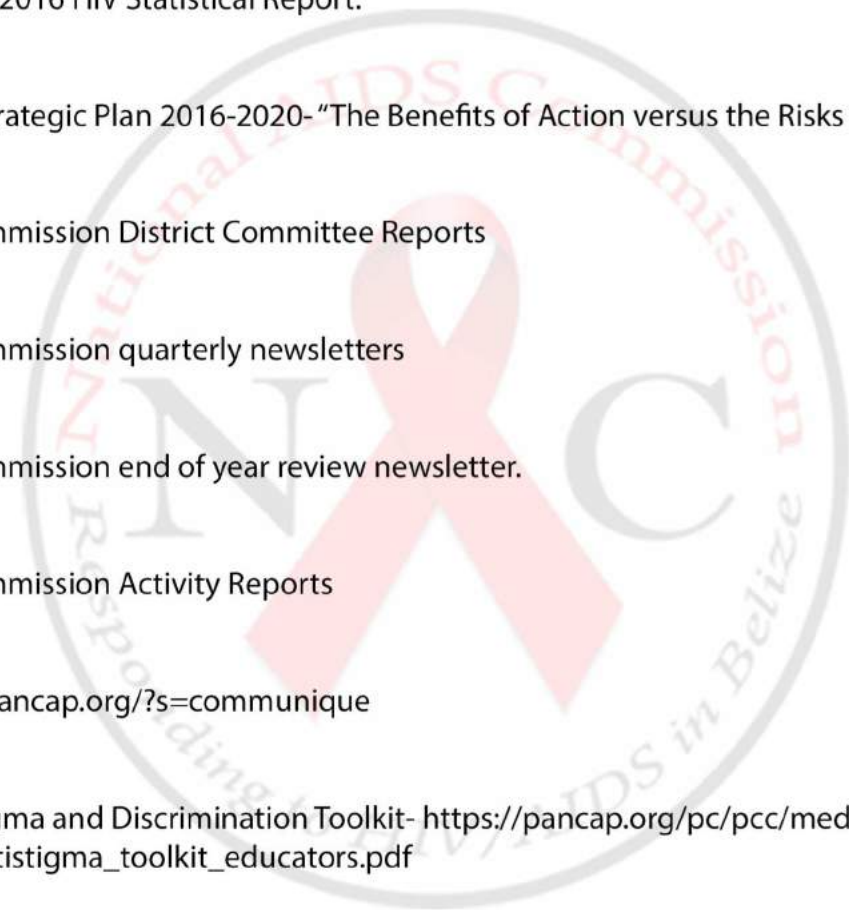 2016 HIV Statistical Report.
rategic Plan 2016-2020- “The Benefits of Action versus the Risks
mmission District Committee Reports
mmission quarterly newsletters
mmission end of year review newsletter.
mmission Activity Reports
ancap.org/?s=communique
ma and Discrimination Toolkit- https://pancap.org/pc/pcc/med
tistigma_toolkit_educators.pdf
National AIDS Commission
N C
Responding to HIV/AIDS in Belize